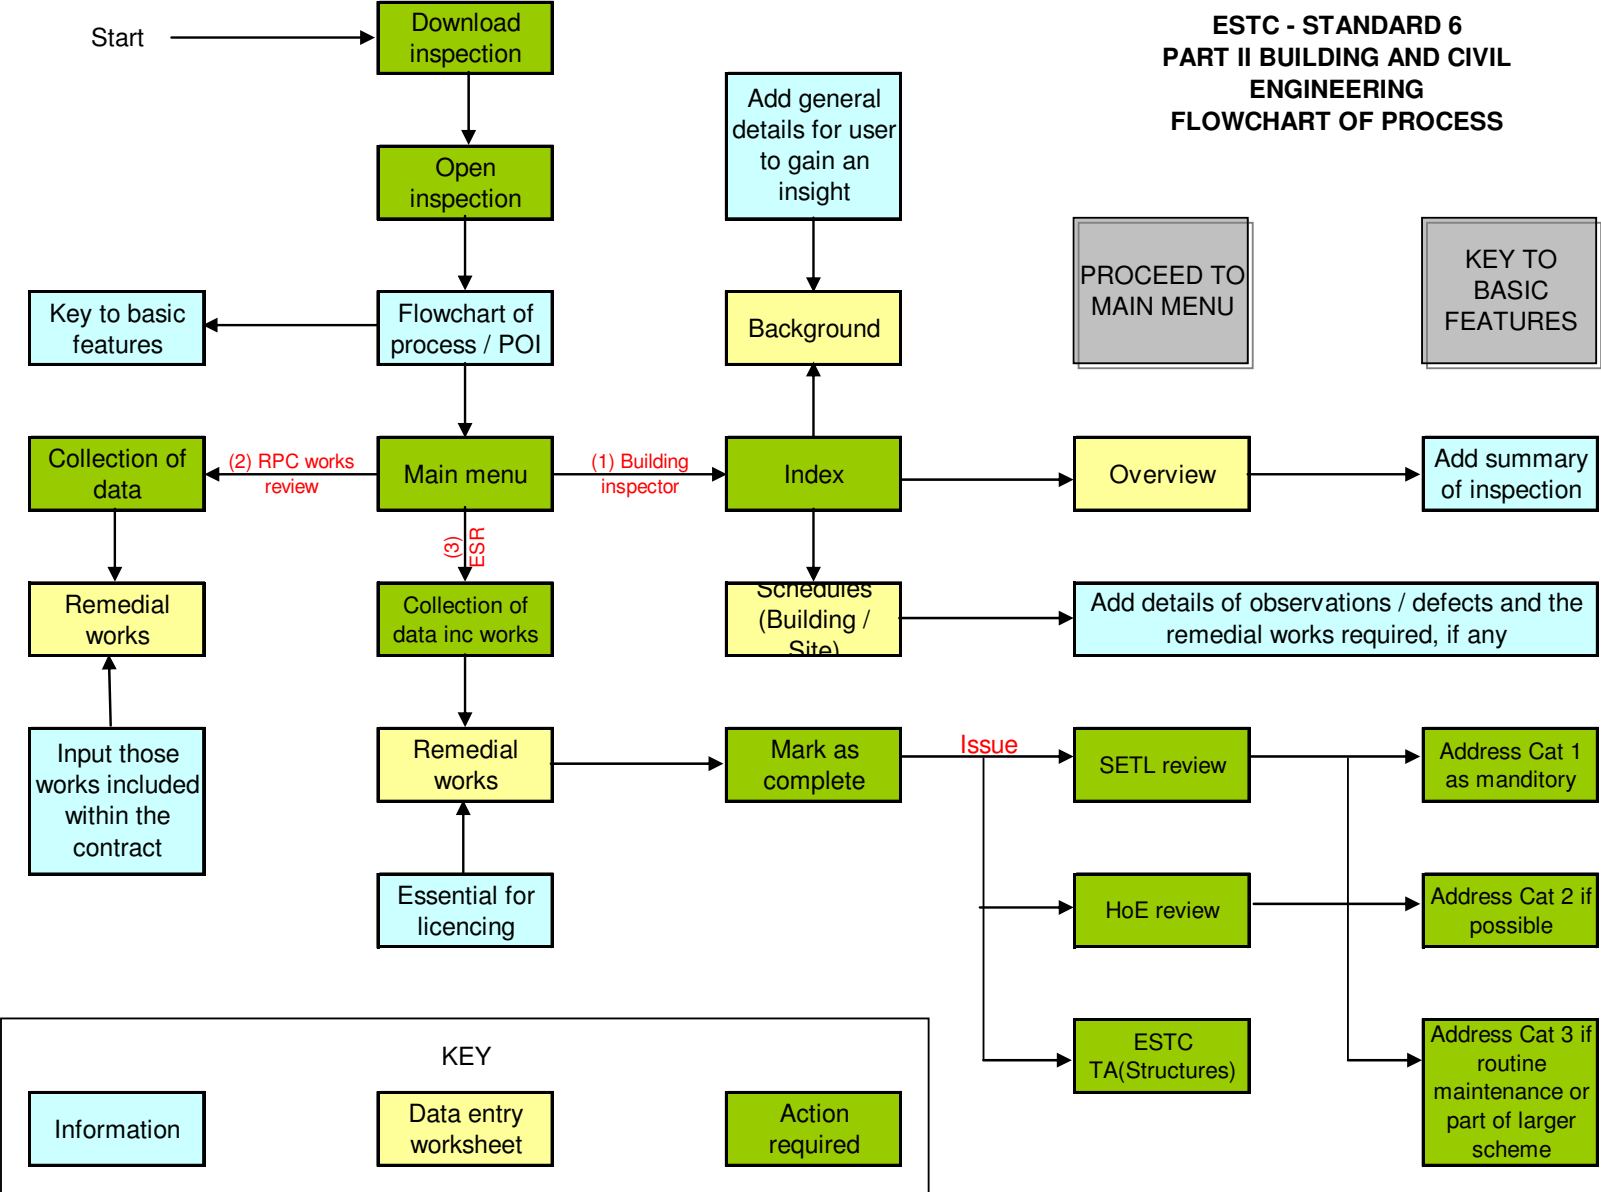 ESTC - STANDARD 6
PART II BUILDING AND CIVIL
ENGINEERING
FLOWCHART OF PROCESS
Start
Download
inspection
Open
inspection
Add general
details for user
to gain an
insight
PROCEED TO
MAIN MENU
KEY TO
BASIC
FEATURES
Key to basic
features
Flowchart of
process / POI
Background
Collection of
data
(2) RPC works
review
Main menu
(1) Building
inspector
Index
Overview
Add summary
of inspection
(3)
ESR
Remedial
works
Collection of
data inc works
Schedules
(Building /
Site)
Add details of observations / defects and the
remedial works required, if any
Input those
works included
within the
contract
Remedial
works
Mark as
complete
Issue
SETL review
Address Cat 1
as manditory
Essential for
licencing
HoE review
Address Cat 2 if
possible
ESTC
TA(Structures)
Address Cat 3 if
routine
maintenance or
part of larger
scheme
KEY
Information
Data entry
worksheet
Action
required